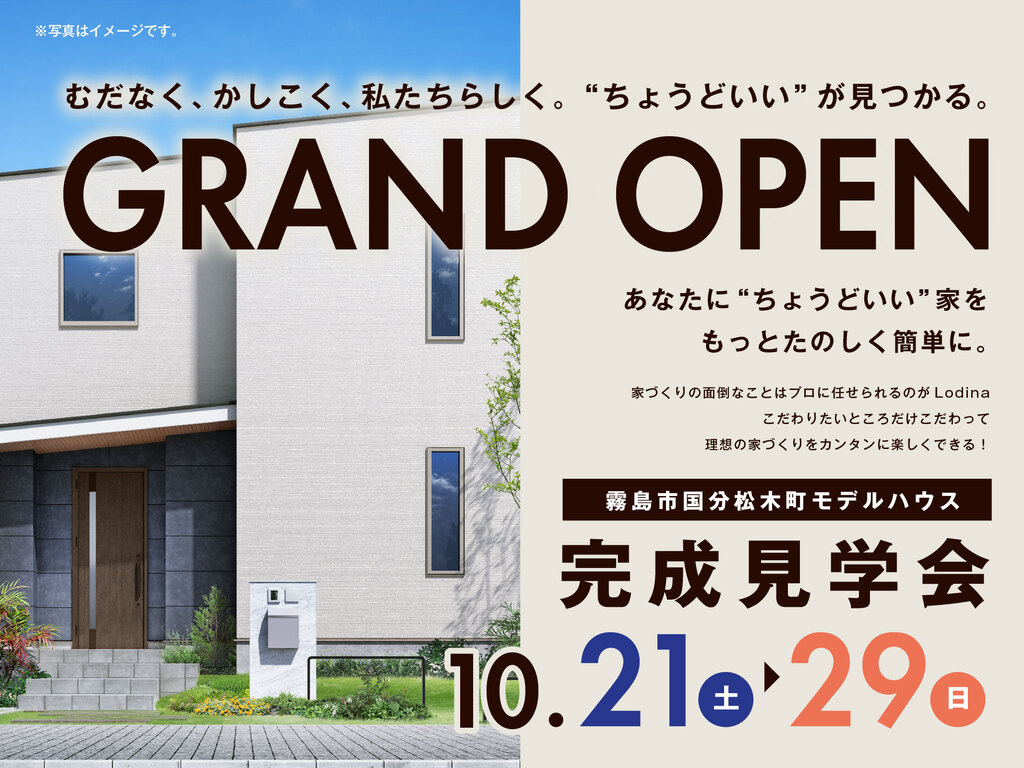 ※写真はイメージです。
むだなく、かしこく、私たちらしく。“ちょうどいい”が見つかる。
GRAND OPEN
あなたに“ちょうどいい”家を
もっとたのしく簡単に。
家づくりの面倒なことはプロに任せられるのがLodina
こだわりたいところだけこだわって
理想の家づくりをカンタンに楽しくできる！
霧島市国分松木町モデルハウス
完成見学会
10.21土▶29日